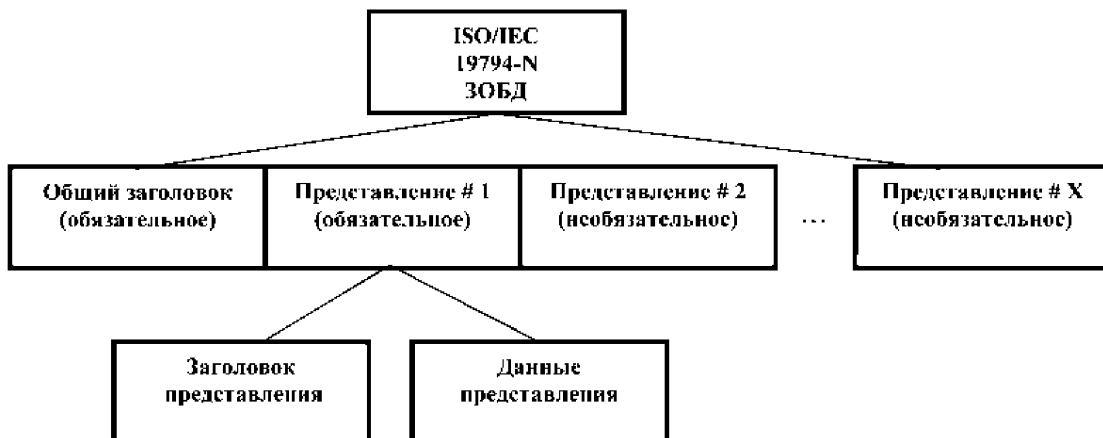 ISO/IEC
19794-N
ЗОБД
Общий заголовок
(обязательное)
Представление # 1
(обязательное)
Представление # 2
(необязательное)
...
Представление # X
(необязательное)
Заголовок
представления
Данные
представления